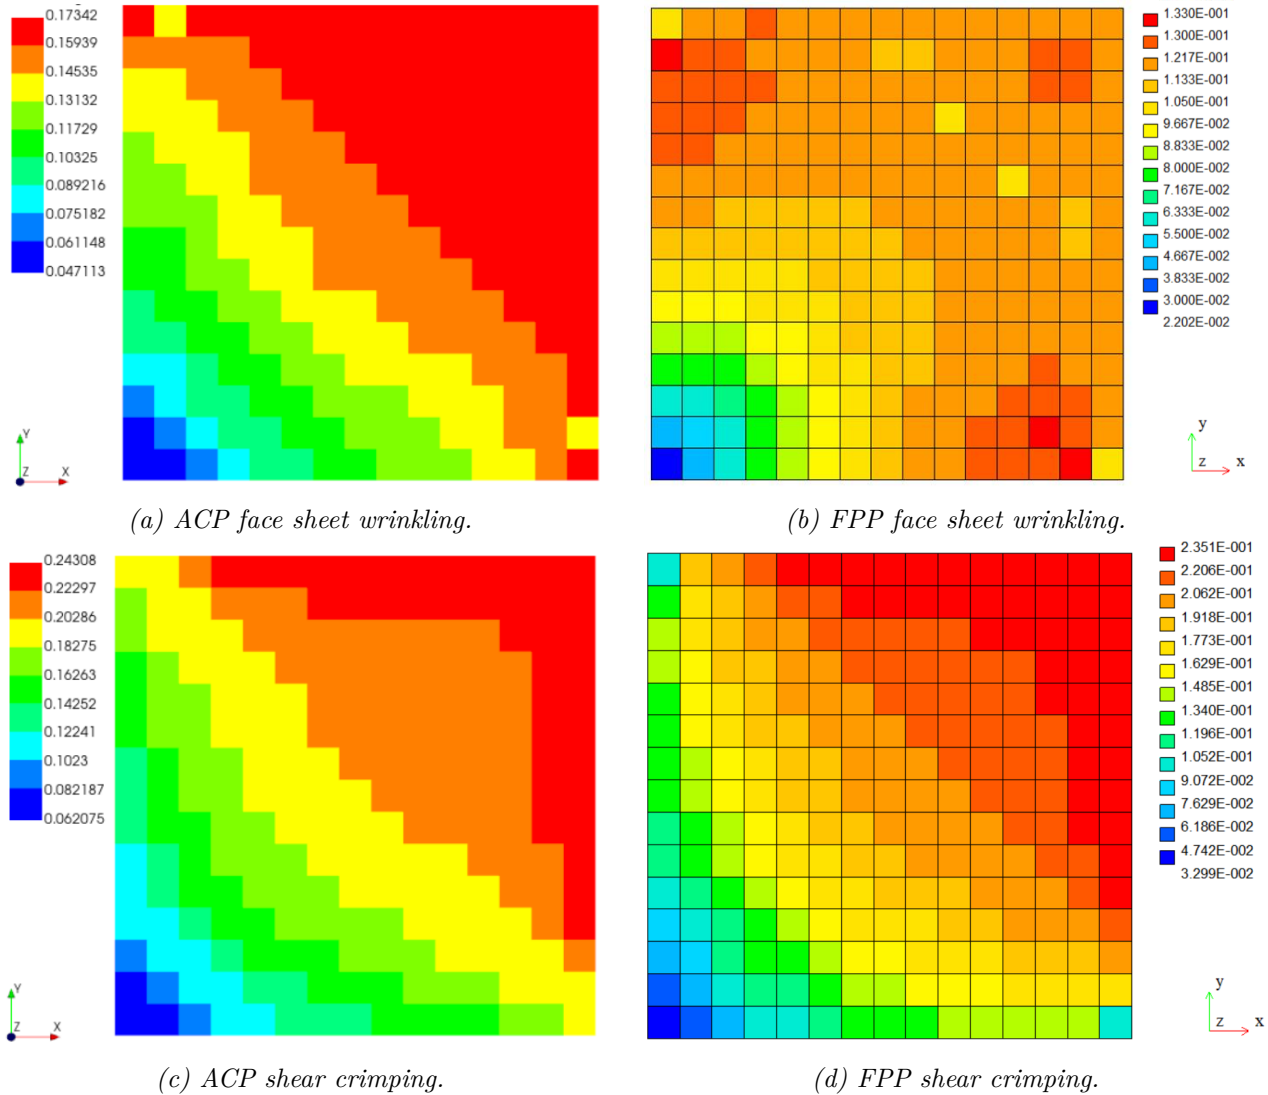 0.17342
0.15939
0.14535
0.13132
0.11729
0.10325
0.089216
0.075182
0.061148
0.047113
Y
Z
X
1.330E-001
1.300E-001
1.217E-001
1.133E-001
1.050E-001
9.667E-002
8.833E-002
8.000E-002
7.167E-002
6.333E-002
5.500E-002
4.667E-002
3.833E-002
3.000E-002
2.202E-002
y
z
x
(a) ACP face sheet wrinkling.
(b) FPP face sheet wrinkling.
0.24308
0.22297
0.20286
0.18275
0.16263
0.14252
0.12241
0.1023
0.082187
0.062075
Y
Z
X
2.351E-001
2.206E-001
2.062E-001
1.918E-001
1.773E-001
1.629E-001
1.485E-001
1.340E-001
1.196E-001
1.052E-001
9.072E-002
7.629E-002
6.186E-002
4.742E-002
3.299E-002
y
z
x
(c) ACP shear crimping.
(d) FPP shear crimping.